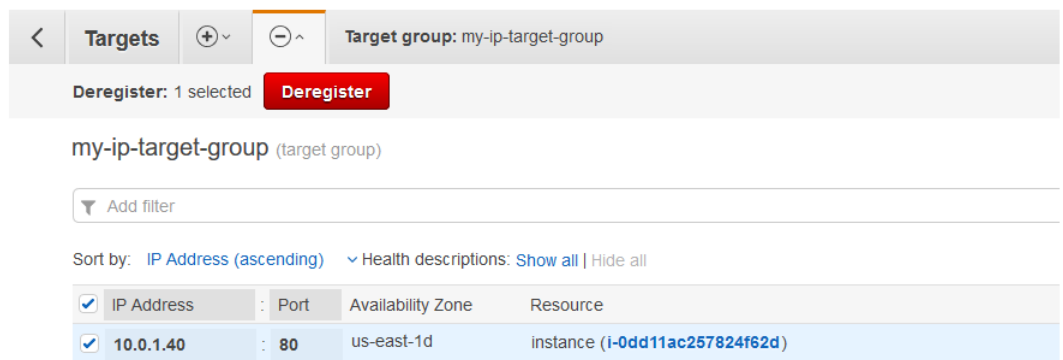 Targets Target group: my-ip-target-group
Deregister: 1 selected Deregister
my-ip-target-group (target group)
Add filter
Sort by: IP Address (ascending) Health descriptions: Show all | Hide all
IP Address : Port Availability Zone Resource
10.0.1.40 : 80 us-east-1d instance (i-0dd11ac257824f62d)